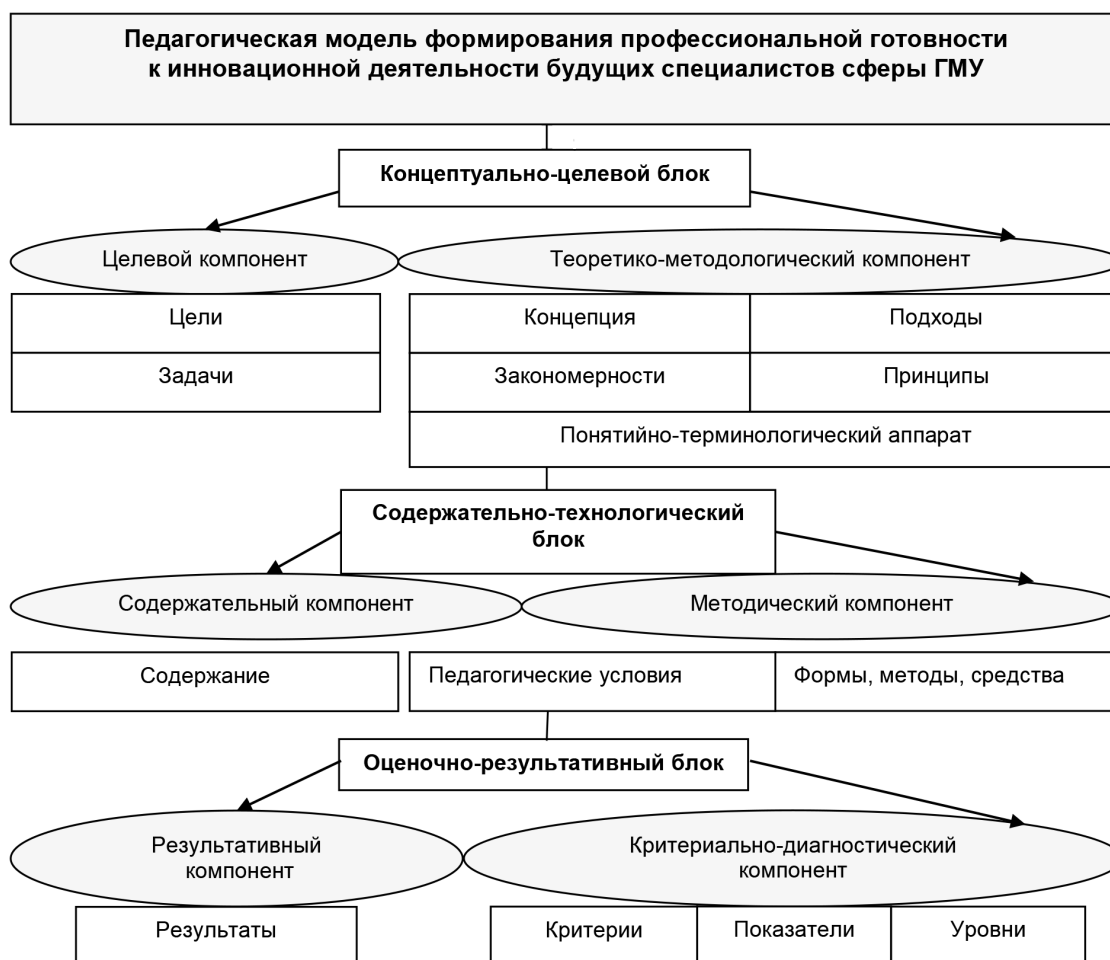 Педагогическая модель формирования профессиональной готовности
к инновационной деятельности будущих специалистов сферы ГМУ
Концептуально-целевой блок
Целевой компонент
Теоретико-методологический компонент
Цели
Концепция
Подходы
Задачи
Закономерности
Принципы
Понятийно-терминологический аппарат
Содержательно-технологический
блок
Содержательный компонент
Методический компонент
Содержание
Педагогические условия
Формы, методы, средства
Оценочно-результативный блок
Результативный
компонент
Критериально-диагностический
компонент
Результаты
Критерии
Показатели
Уровни